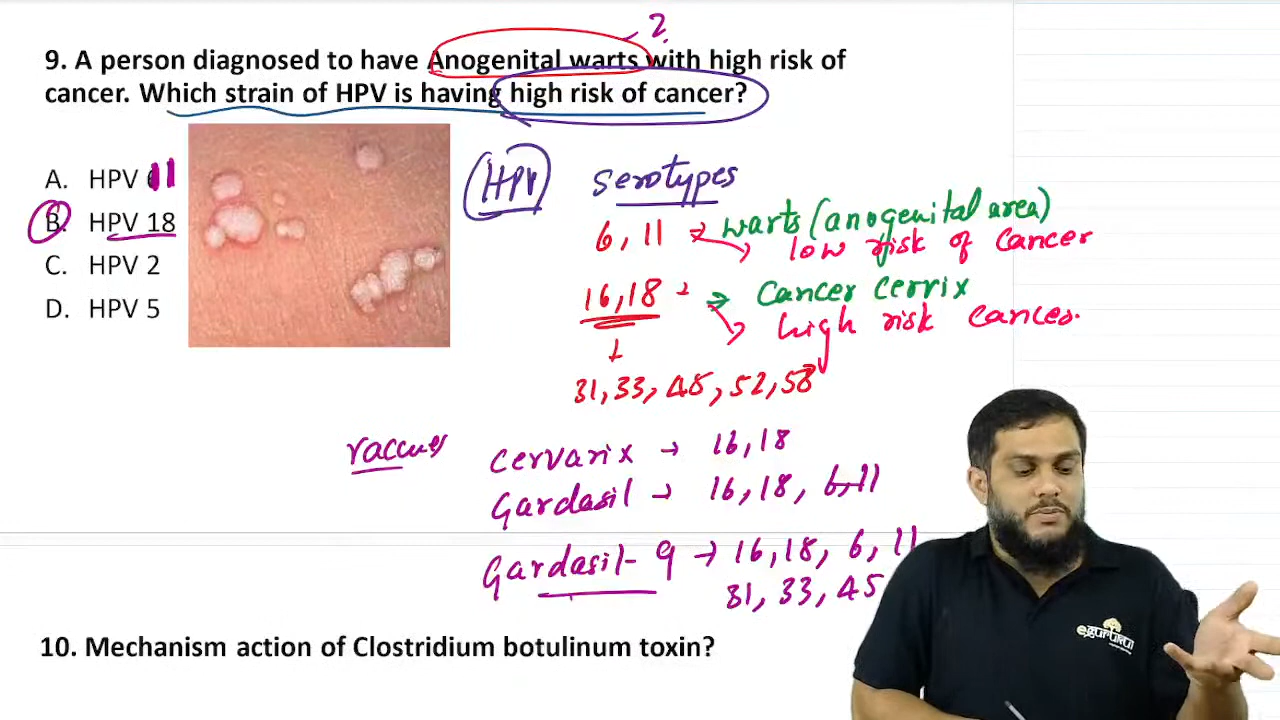 9. A person diagnosed to have Anogenital warts with high risk of
cancer. Which strain of HPV is having high risk of cancer?
?
A. HPV 11
B. HPV 18
C. HPV 2
D. HPV 5
HPV
serotypes
6, 11 → warts (anogenital area)
→ low risk of cancer
16, 18 → cancer cervix
→ high risk cancer.
+
31, 33, 45, 52, 58
vaccines
Cervarix → 16, 18
Gardasil → 16, 18, 6, 11
Gardasil-9 → 16, 18, 6, 11
31, 33, 45
10. Mechanism action of Clostridium botulinum toxin?
egurukul